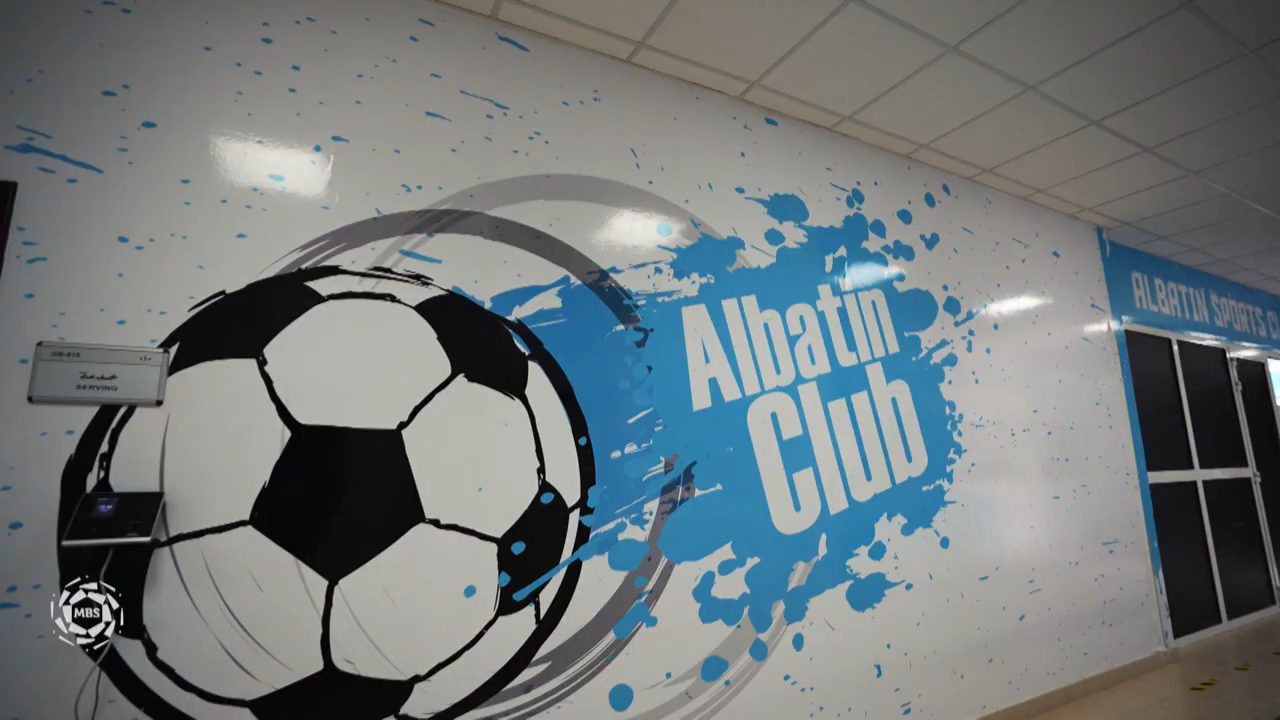 Albatin
Club
ALBATIN SPORTS C
SERVING
MBS